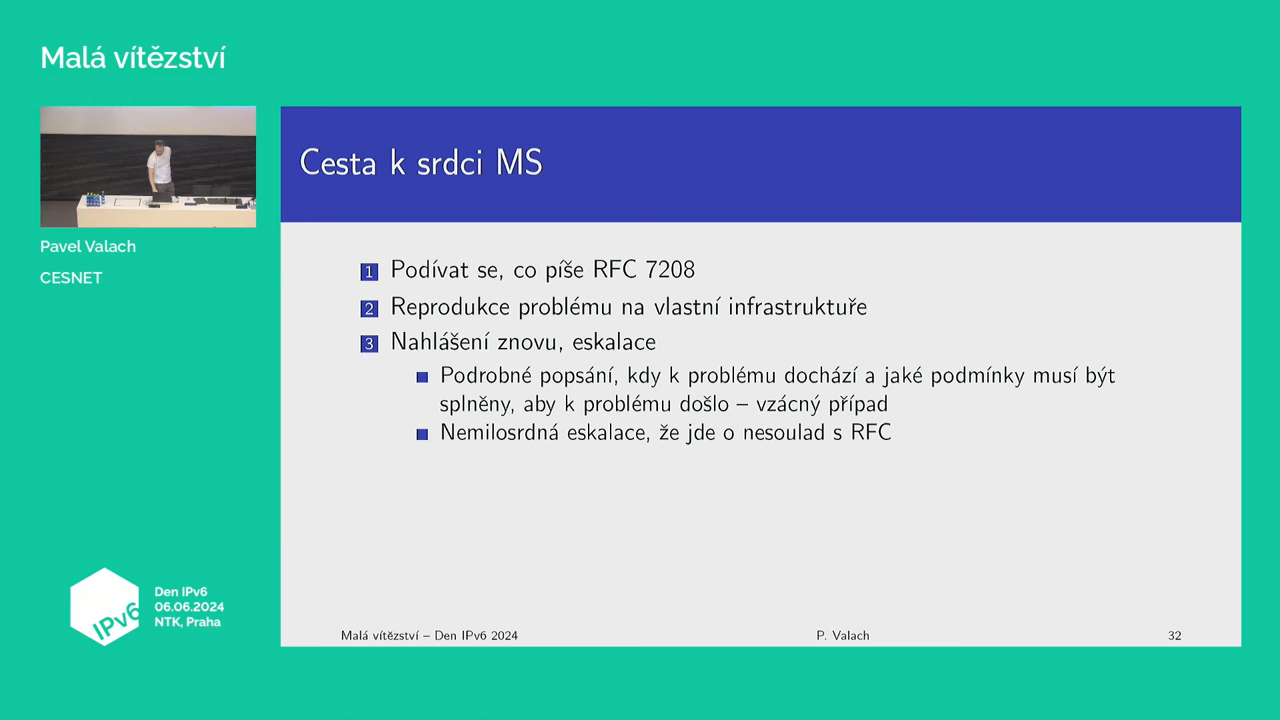 Malá vítězství
Pavel Valach
CESNET
Cesta k srdci MS
1 Podívat se, co píše RFC 7208
2 Reprodukce problému na vlastní infrastruktuře
3 Nahlášení znovu, eskalace
Podrobné popsání, kdy k problému dochází a jaké podmínky musí být
splněny, aby k problému došlo – vzácný případ
Nemilosrdná eskalace, že jde o nesoulad s RFC
Malá vítězství – Den IPv6 2024
P. Valach
32
IPv6
Den IPv6
06.06.2024
NTK, Praha